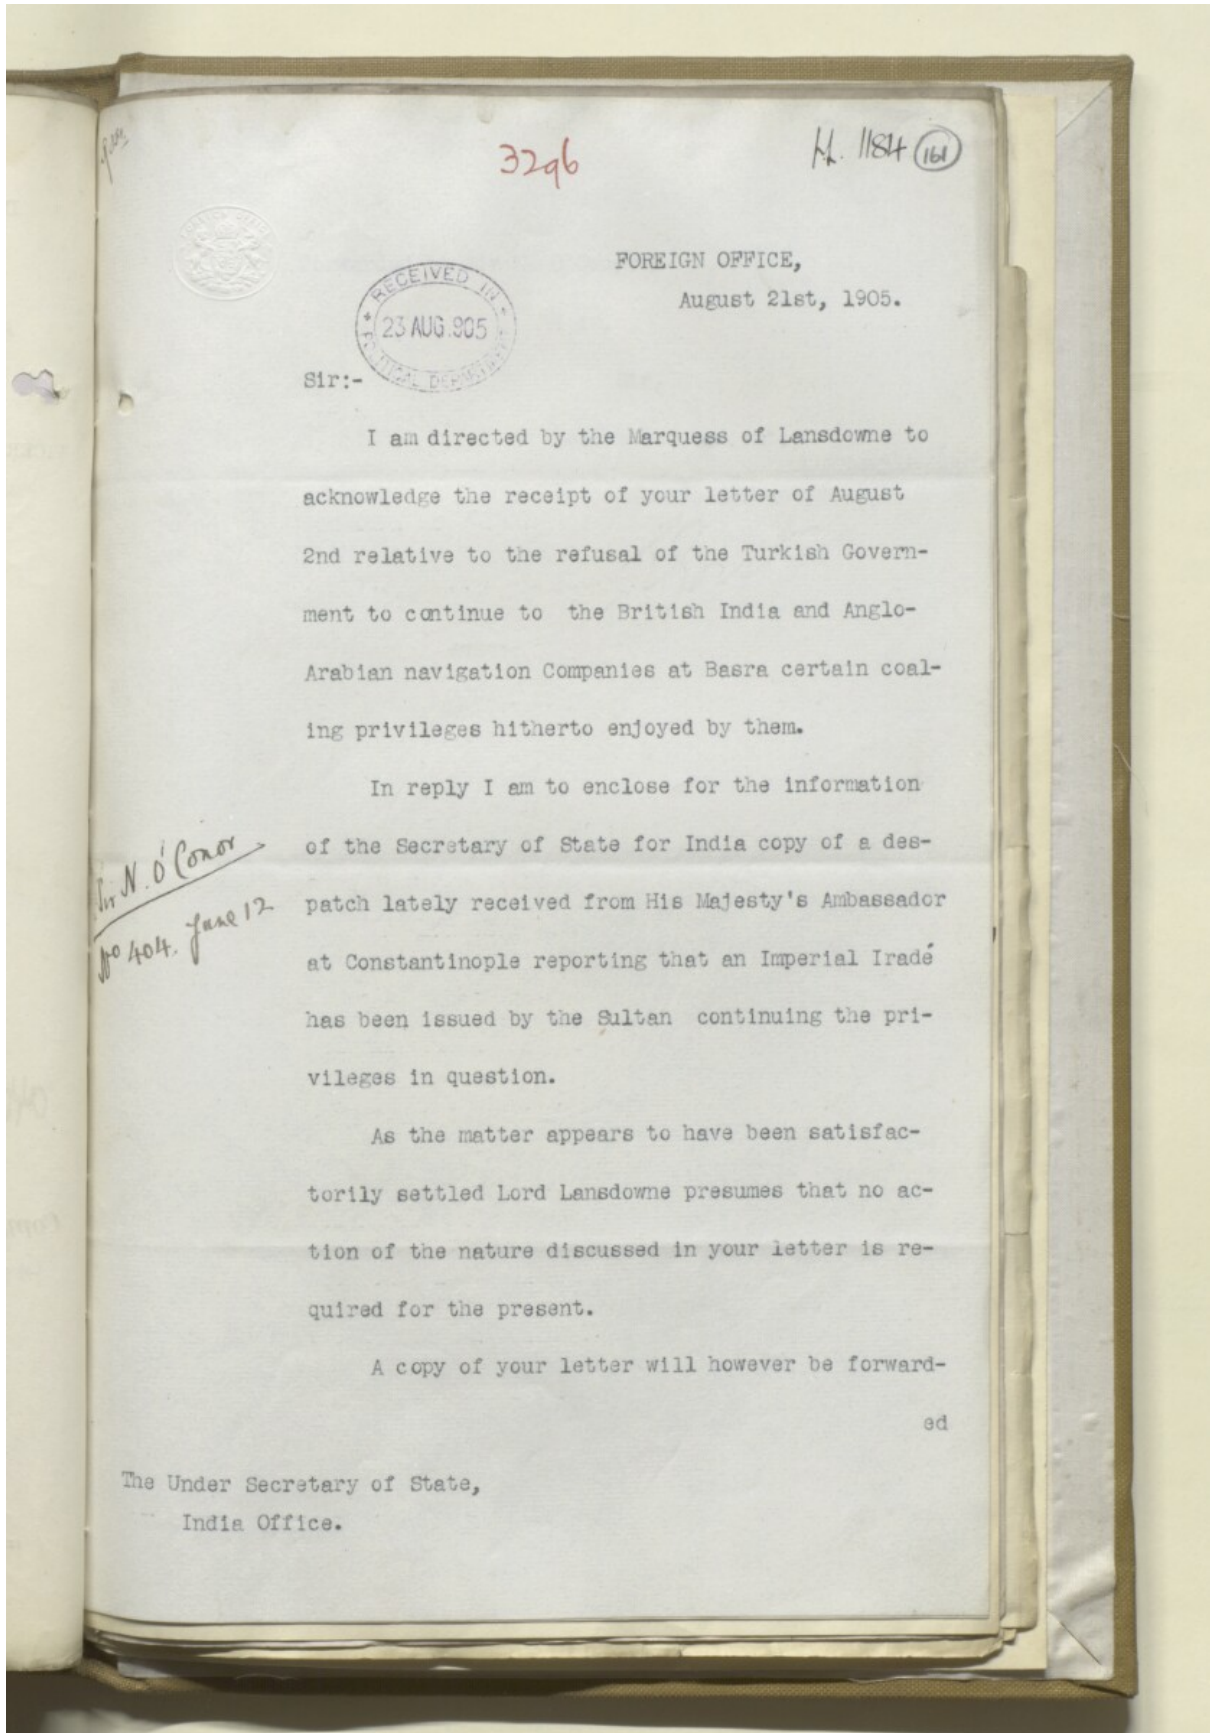 3296
H. 1184 161
FOREIGN OFFICE,
August 21st, 1905.
RECEIVED IN
23 AUG. 905
POLITICAL DEPARTMENT
Sir:-
I am directed by the Marquess of Lansdowne to
acknowledge the receipt of your letter of August
2nd relative to the refusal of the Turkish Govern-
ment to continue to the British India and Anglo-
Arabian navigation Companies at Basra certain coal-
ing privileges hitherto enjoyed by them.
In reply I am to enclose for the information
of the Secretary of State for India copy of a des-
patch lately received from His Majesty's Ambassador
at Constantinople reporting that an Imperial Iradé
has been issued by the Sultan continuing the pri-
vileges in question.
Sir N. O'Conor
No 404. June 12
As the matter appears to have been satisfac-
torily settled Lord Lansdowne presumes that no ac-
tion of the nature discussed in your letter is re-
quired for the present.
A copy of your letter will however be forward-
ed
The Under Secretary of State,
India Office.